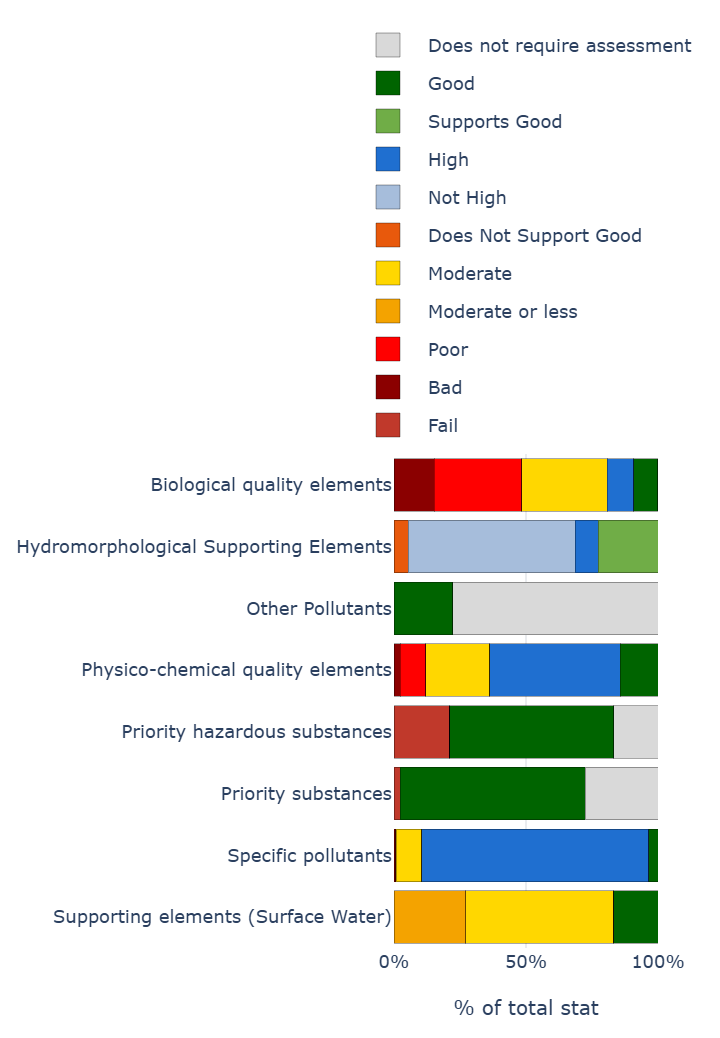 Does not require assessment
Good
Supports Good
High
Not High
Does Not Support Good
Moderate
Moderate or less
Poor
Bad
Fail
Biological quality elements
Hydromorphological Supporting Elements
Other Pollutants
Physico-chemical quality elements
Priority hazardous substances
Priority substances
Specific pollutants
Supporting elements (Surface Water)
0% 50% 100%
% of total stat